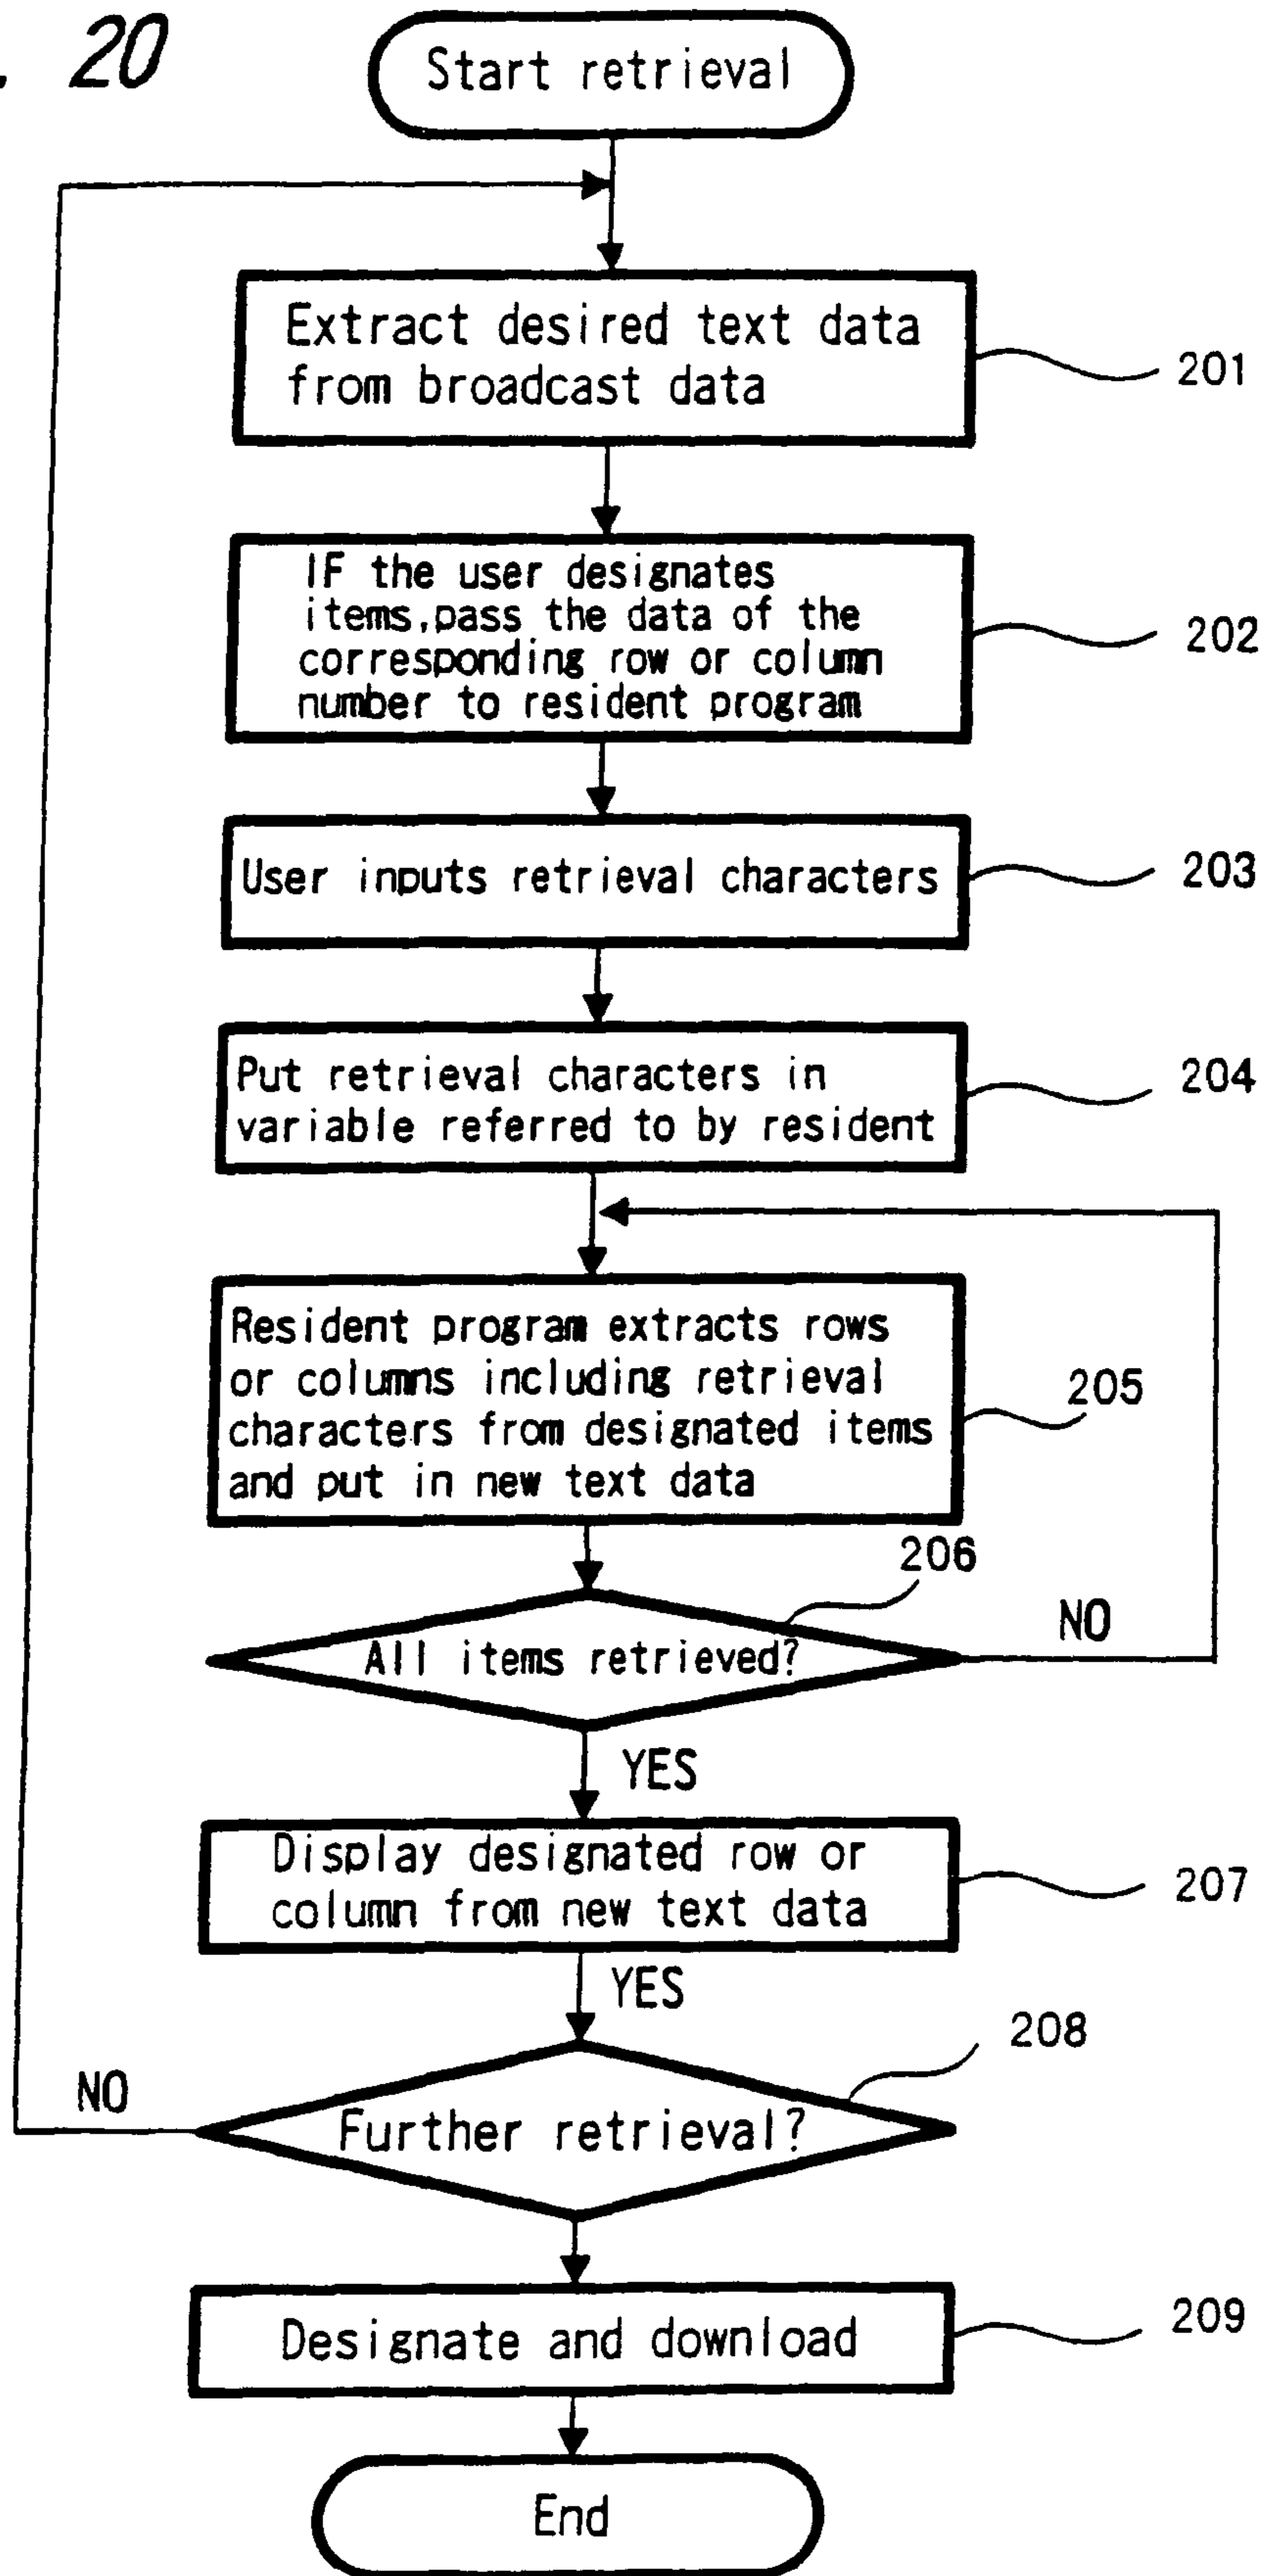 . 20
Start retrieval
Extract desired text data
from broadcast data
201
IF the user designates
items,pass the data of the
corresponding row or column
number to resident program
202
User inputs retrieval characters
203
Put retrieval characters in
variable referred to by resident
204
Resident program extracts rows
or columns including retrieval
characters from designated items
and put in new text data
205
206
All items retrieved?
NO
YES
Display designated row or
column from new text data
207
YES
208
NO
Further retrieval?
Designate and download
209
End